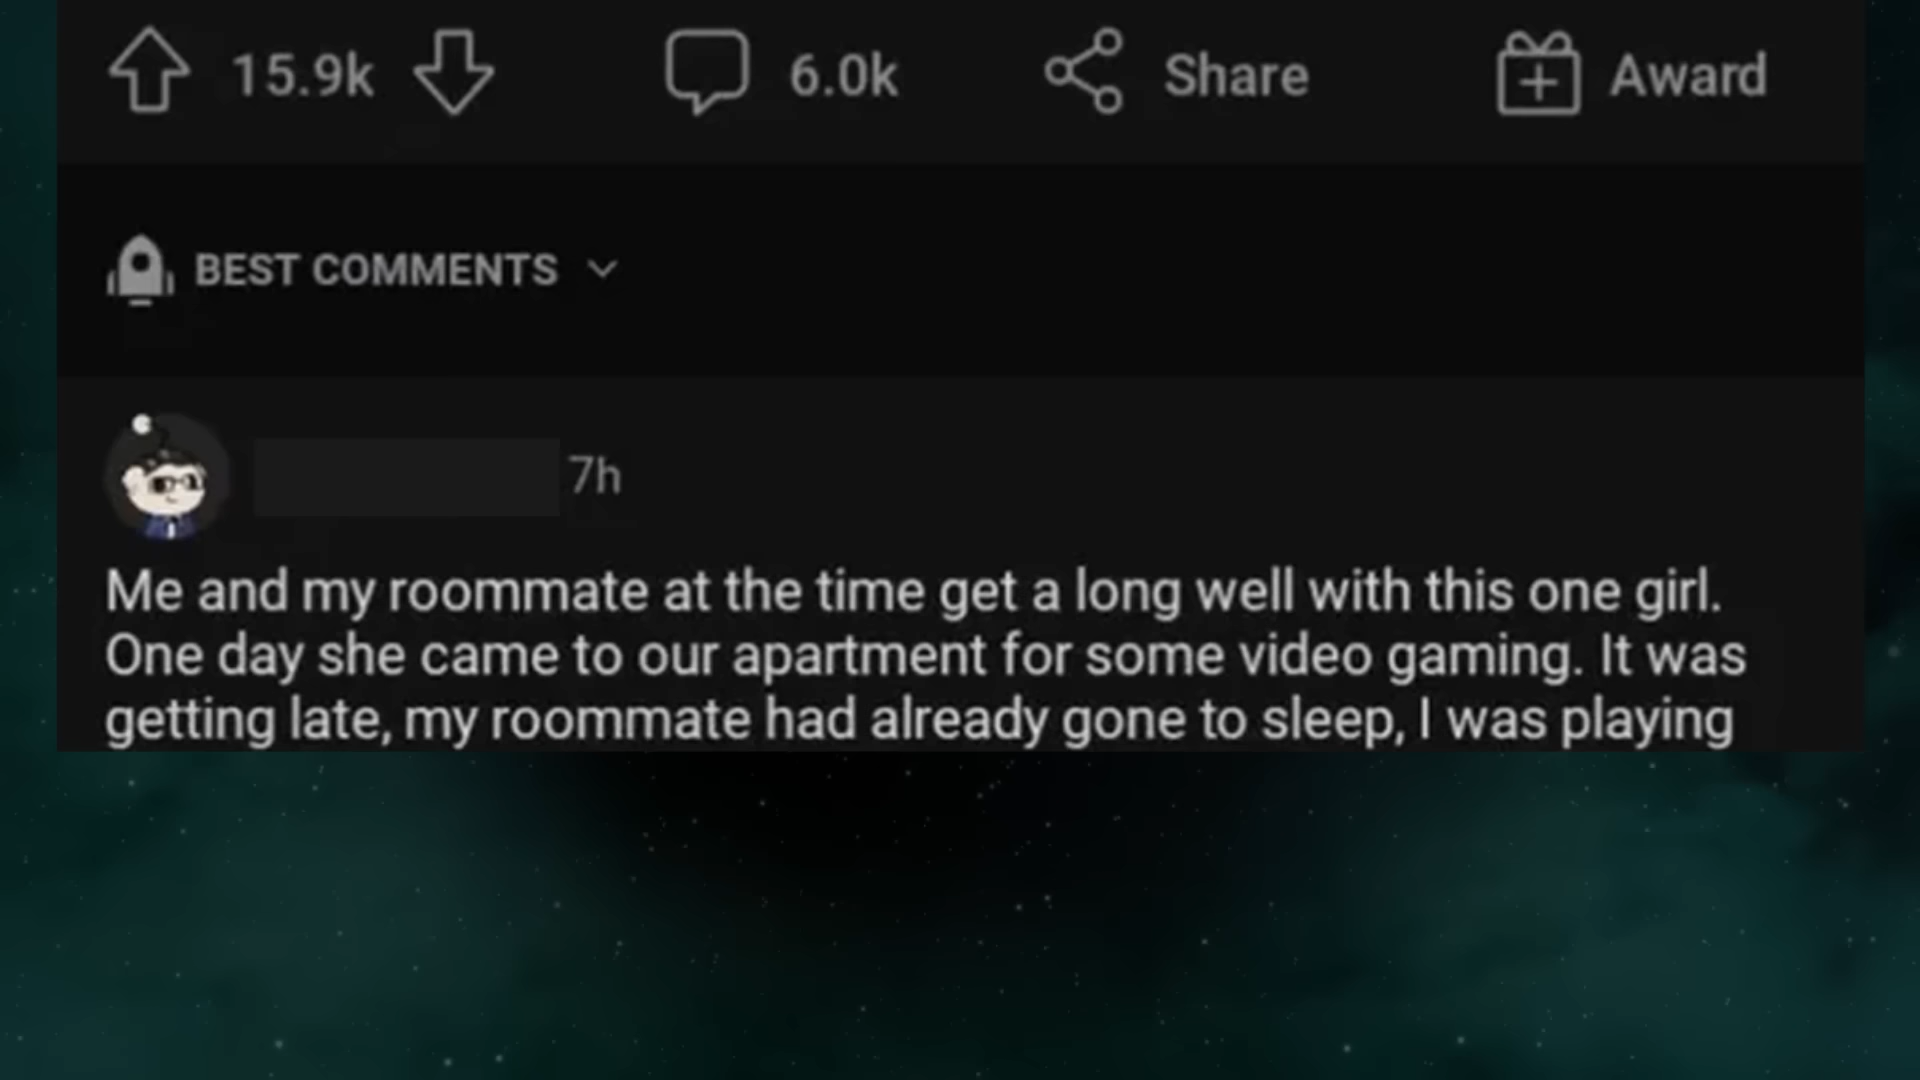 15.9k 6.0k Share Award
BEST COMMENTS
7h
Me and my roommate at the time get a long well with this one girl.
One day she came to our apartment for some video gaming. It was
getting late, my roommate had already gone to sleep, I was playing